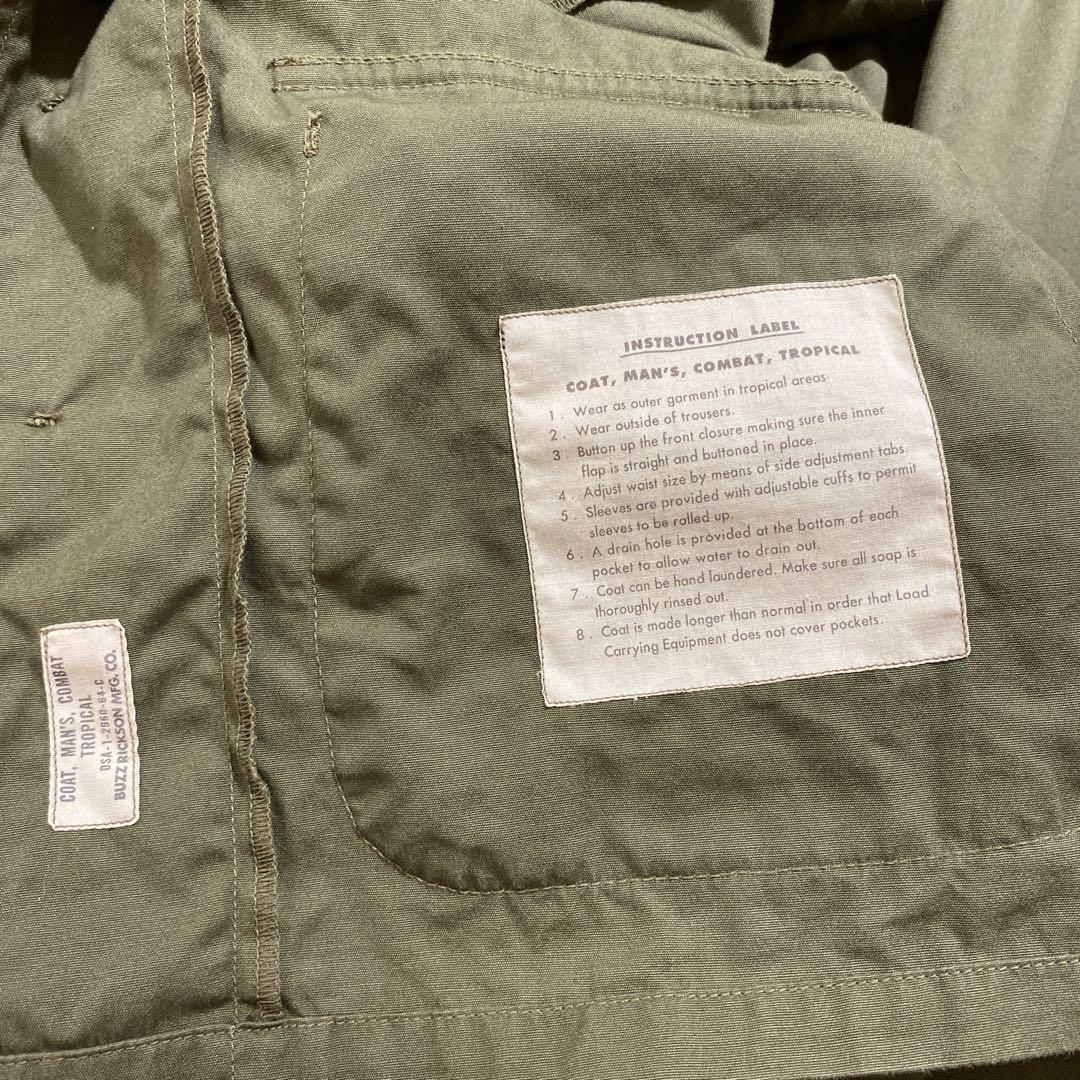 INSTRUCTION LABEL
COAT, MAN'S, COMBAT, TROPICAL
1. Wear as outer garment in tropical areas.
2. Wear outside of trousers.
3. Button up the front closure making sure the inner
flap is straight and buttoned in place.
4. Adjust waist size by means of side adjustment tabs.
5. Sleeves are provided with adjustable cuffs to permit
sleeves to be rolled up.
6. A drain hole is provided at the bottom of each
pocket to allow water to drain out.
7. Coat can be hand laundered. Make sure all soap is
thoroughly rinsed out.
8. Coat is made longer than normal in order that Load
Carrying Equipment does not cover pockets.
COAT, MAN'S, COMBAT
TROPICAL
DSA-1-2960-64-C
BUZZ RICKSON MFG. CO.